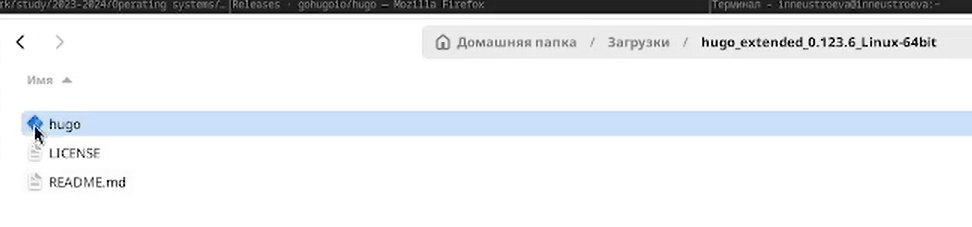 rk/study/2023-2024/Operating systems/… Releases · gohugoio/hugo — Mozilla Firefox Терминал - inneustroeva@inneustroeva:~
Домашняя папка / Загрузки / hugo_extended_0.123.6_Linux-64bit
Имя
hugo
LICENSE
README.md